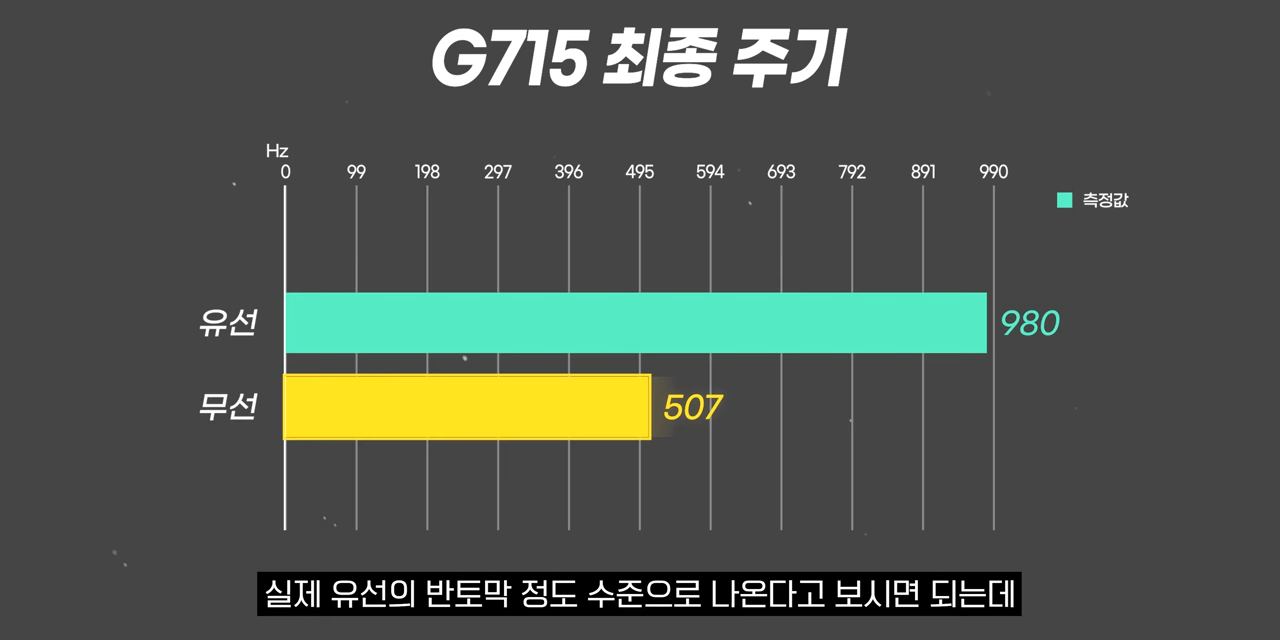 G715 최종 주기
Hz
0 99 198 297 396 495 594 693 792 891 990
측정값
유선 980
무선 507
실제 유선의 반토막 정도 수준으로 나온다고 보시면 되는데